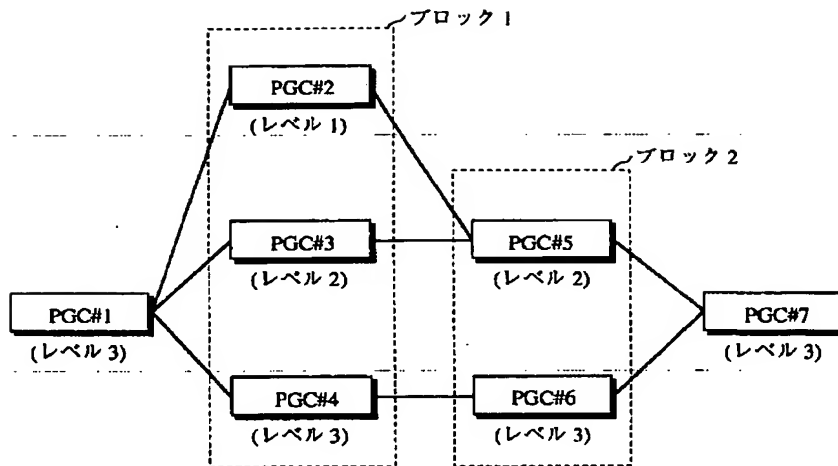 ブロック 1
PGC#2
(レベル 1)
ブロック 2
PGC#3
(レベル 2)
PGC#5
(レベル 2)
PGC#1
(レベル 3)
PGC#7
(レベル 3)
PGC#4
(レベル 3)
PGC#6
(レベル 3)